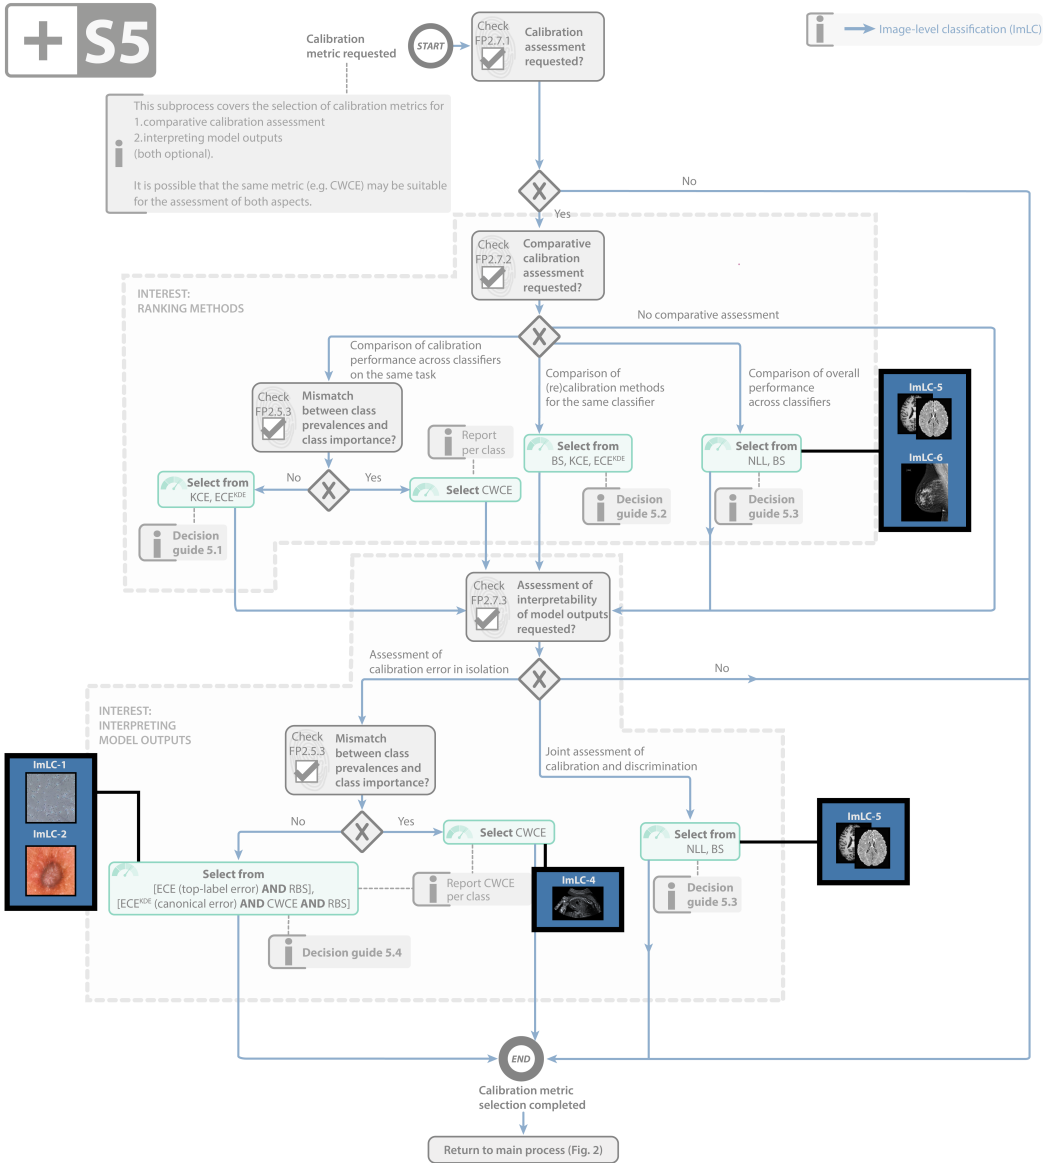 + S5
Calibration
metric requested
START
Check
FP2.7.1
Calibration
assessment
requested?
Image-level classification (ImLC)
This subprocess covers the selection of calibration metrics for
1.comparative calibration assessment
2.interpreting model outputs
(both optional).
It is possible that the same metric (e.g. CWCE) may be suitable
for the assessment of both aspects.
X
No
Yes
Check
FP2.7.2
Comparative
calibration
assessment
requested?
INTEREST:
RANKING METHODS
X
No comparative assessment
Comparison of calibration
performance across classifiers
on the same task
Comparison of
(re)calibration methods
for the same classifier
Comparison of overall
performance
across classifiers
Check
FP2.5.3
Mismatch
between class
prevalences and
class importance?
Report
per class
Select from
BS, KCE, ECEKDE
Select from
NLL, BS
ImLC-5
ImLC-6
No
X
Yes
Select from
KCE, ECEKDE
Select CWCE
Decision
guide 5.1
Decision
guide 5.2
Decision
guide 5.3
Check
FP2.7.3
Assessment of
interpretability
of model outputs
requested?
Assessment of
calibration error in isolation
X
No
INTEREST:
INTERPRETING
MODEL OUTPUTS
Check
FP2.5.3
Mismatch
between class
prevalences and
class importance?
Joint assessment of
calibration and discrimination
ImLC-1
ImLC-2
No
X
Yes
Select CWCE
Select from
NLL, BS
ImLC-5
Select from
[ECE (top-label error) AND RBS],
[ECEKDE (canonical error) AND CWCE AND RBS]
Report CWCE
per class
ImLC-4
Decision
guide 5.3
Decision guide 5.4
END
Calibration metric
selection completed
Return to main process (Fig. 2)